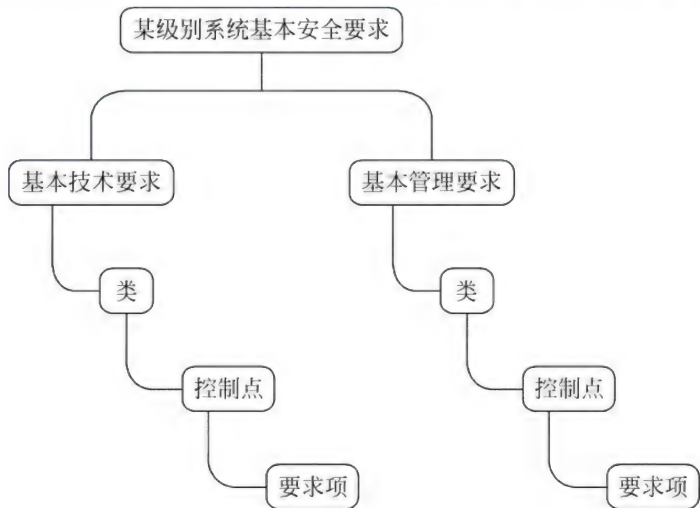 某级别系统基本安全要求
基本技术要求
基本管理要求
类
类
控制点
控制点
要求项
要求项